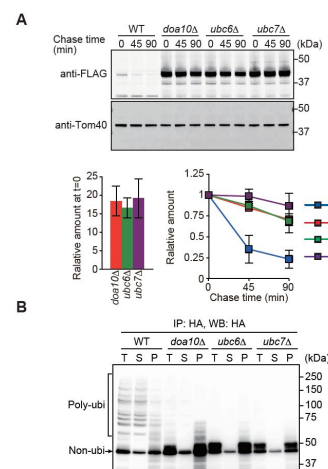 A
WT doa10Δ ubc6Δ ubc7Δ
Chase time (min)
0 45 90 0 45 90 0 45 90 0 45 90 (kDa)
anti-FLAG
50
37
anti-Tom40
50
37
Ralative amount at t=0
25
20
15
10
5
0
doa10Δ
ubc6Δ
ubc7Δ
Ralative amount
1.25
1
0.75
0.5
0.25
0
0 45 90
Chase time (min)
B
IP: HA, WB: HA
WT doa10Δ ubc6Δ ubc7Δ
T S P T S P T S P T S P (kDa)
Poly-ubi
250
150
100
75
Non-ubi
50
37